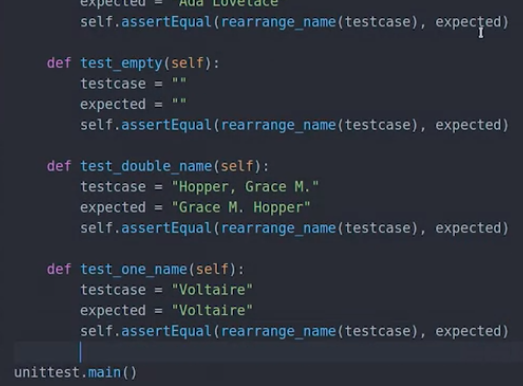 expected = "Ada Lovelace"
self.assertEqual(rearrange_name(testcase), expected)
def test_empty(self):
testcase = ""
expected = ""
self.assertEqual(rearrange_name(testcase), expected)
def test_double_name(self):
testcase = "Hopper, Grace M."
expected = "Grace M. Hopper"
self.assertEqual(rearrange_name(testcase), expected)
def test_one_name(self):
testcase = "Voltaire"
expected = "Voltaire"
self.assertEqual(rearrange_name(testcase), expected)
unittest.main()